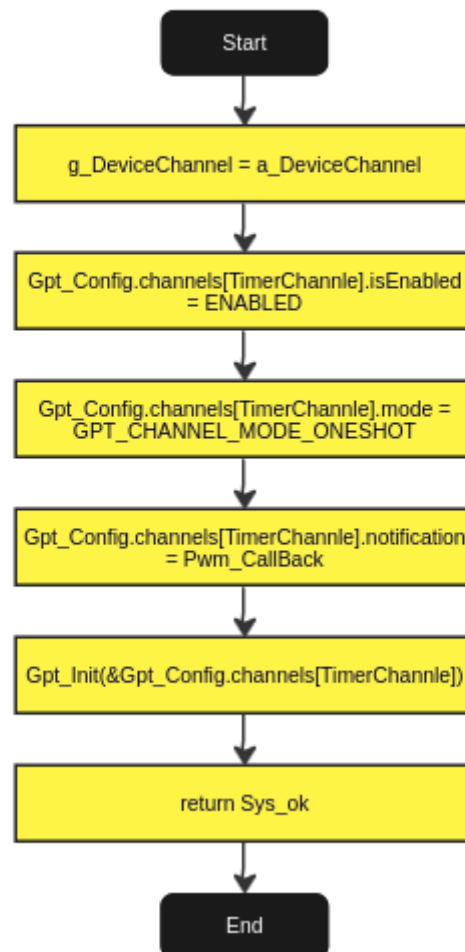 Start
g_DeviceChannel = a_DeviceChannel
Gpt_Config.channels[TimerChannle].isEnabled
= ENABLED
Gpt_Config.channels[TimerChannle].mode =
GPT_CHANNEL_MODE_ONESHOT
Gpt_Config.channels[TimerChannle].notification
= Pwm_CallBack
Gpt_Init(&Gpt_Config.channels[TimerChannle])
return Sys_ok
End